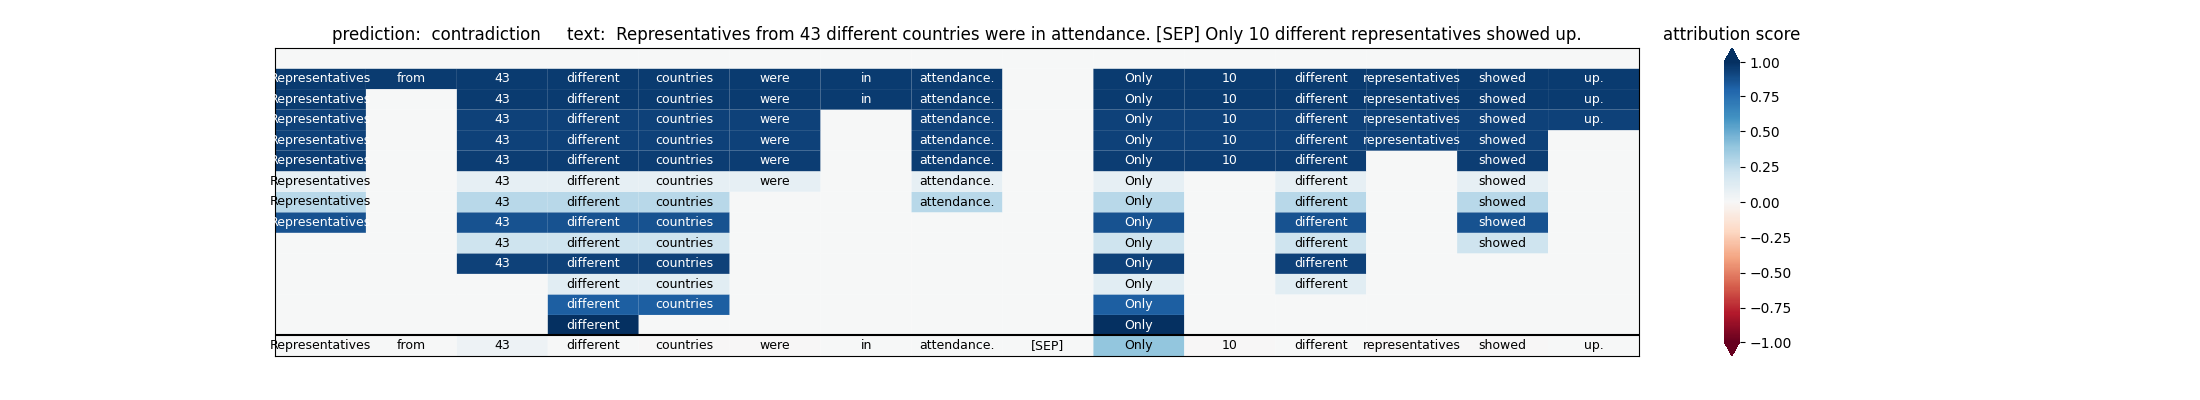 prediction: contradiction text: Representatives from 43 different countries were in attendance. [SEP] Only 10 different representatives showed up. attribution score
Representatives from 43 different countries were in attendance. Only 10 different representatives showed up.
Representatives 43 different countries were in attendance. Only 10 different representatives showed up.
Representatives 43 different countries were attendance. Only 10 different representatives showed up.
Representatives 43 different countries were attendance. Only 10 different representatives showed
Representatives 43 different countries were attendance. Only 10 different showed
Representatives 43 different countries were attendance. Only different showed
Representatives 43 different countries attendance. Only different showed
Representatives 43 different countries Only different showed
43 different countries Only different showed
43 different countries Only different
different countries Only different
different countries Only
different Only
Representatives from 43 different countries were in attendance. [SEP] Only 10 different representatives showed up.
1.00
0.75
0.50
0.25
0.00
−0.25
−0.50
−0.75
−1.00